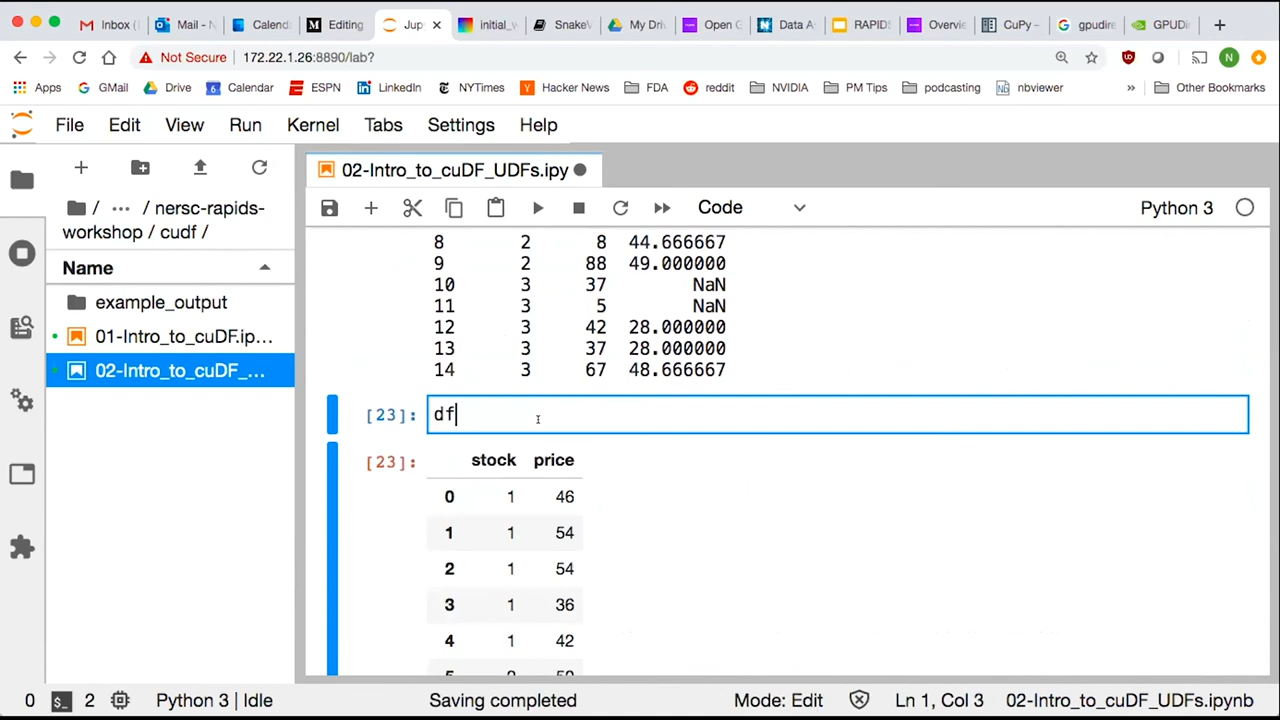 Inbox ( Mail - N Calend Editing Jup initial_v SnakeV My Driv Open G Data A RAPIDS Overvie CuPy – gpudire GPUDi
Not Secure 172.22.1.26:8890/lab? N
Apps GMail Drive Calendar ESPN LinkedIn NYTimes Hacker News FDA reddit NVIDIA PM Tips podcasting nbviewer » Other Bookmarks
File Edit View Run Kernel Tabs Settings Help
02-Intro_to_cuDF_UDFs.ipy
/ ··· / nersc-rapids-
workshop / cudf /
Code Python 3
Name
example_output
01-Intro_to_cuDF.ip…
02-Intro_to_cuDF_…
8 2 8 44.666667
9 2 88 49.000000
10 3 37 NaN
11 3 5 NaN
12 3 42 28.000000
13 3 37 28.000000
14 3 67 48.666667
[23]: df
[23]: stock price
0 1 46
1 1 54
2 1 54
3 1 36
4 1 42
0 2 Python 3 | Idle Saving completed Mode: Edit Ln 1, Col 3 02-Intro_to_cuDF_UDFs.ipynb